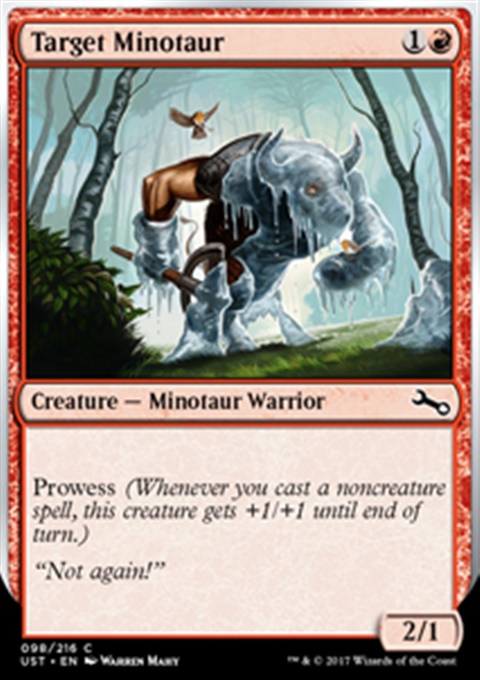 Target Minotaur 1
Creature — Minotaur Warrior
Prowess (Whenever you cast a noncreature
spell, this creature gets +1/+1 until end of
turn.)
“Not again!”
2/1
098/216 C
UST • EN Warren Mahy
™ & © 2017 Wizards of the Coast